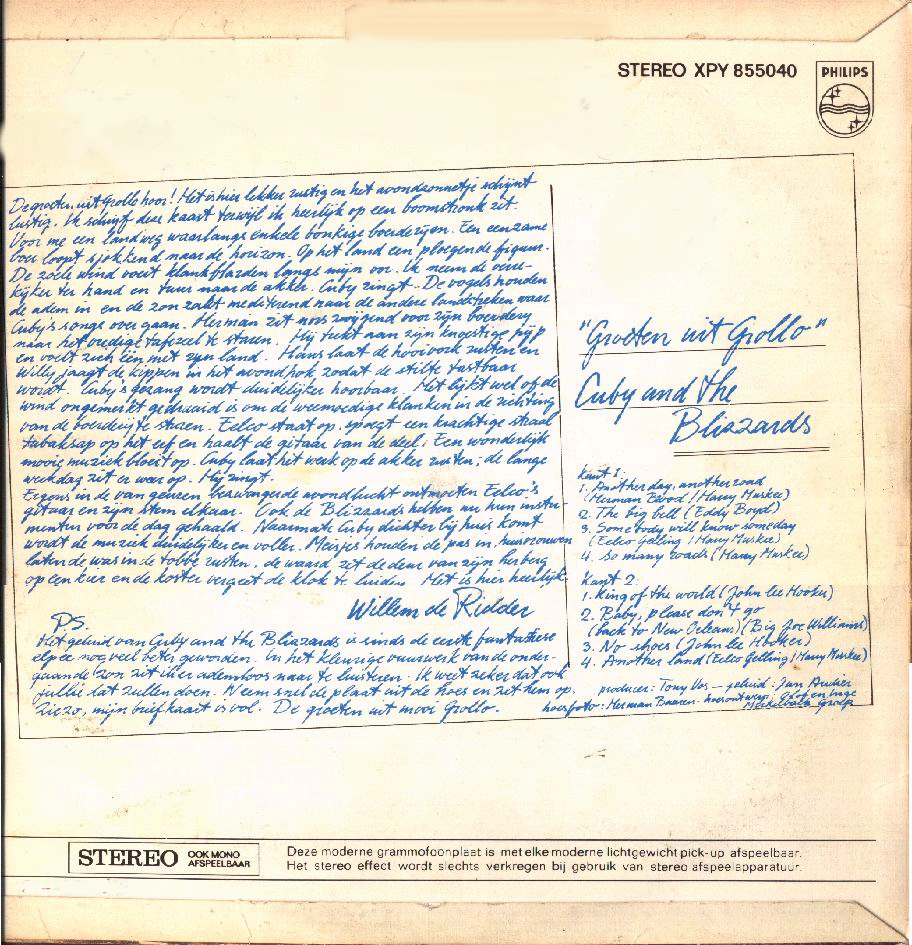 STEREO XPY 855040
PHILIPS
De groeten uit Grollo hoor! Het is hier lekker rustig en het avondzonnetje schijnt
lustig. Ik schrijf deze kaart terwijl ik heerlijk op een boomstronk zit.
Voor me een landweg waarlangs enkele bonkige boerderijen. Een eenzame
boer loopt sjokkend naar de horizon. Op het land een ploegende figuur.
De zoele wind voert klankflarden langs mijn oor. Ik neem de verre-
kijker ter hand en tuur naar de akker. Cuby zingt. De vogels houden
de adem in en de zon zakt mediterend naar de andere landstreken waar
Cuby's songs over gaan. Herman zit nors zwijgend voor zijn boerderij
naar het vredige tafereel te staren. Hij trekt aan zijn knoestige pijp
en voelt zich één met zijn land. Hans laat de hooivork rusten en
Willy jaagt de kippen in het avondhok zodat de stilte tastbaar
wordt. Cuby's gezang wordt duidelijker hoorbaar. Het lijkt wel of de
wind ongemerkt gedraaid is om de weemoedige klanken in de richting
van de boerderij te sturen. Eelco staat op, spuugt een krachtige straal
tabaksap op het erf en haalt de gitaar van de deel. Een wonderlijk
mooie muziek bloeit op. Cuby laat het werk op de akker rusten; de lange
werkdag zit er weer op. Hij zingt.
Ergens in de van geuren bezwangerde avondlucht ontmoeten Eelco's
gitaar en zijn stem elkaar. Ook de Blizzards hebben nu hun instru-
menten voor de dag gehaald. Naarmate Cuby dichter bij huis komt
wordt de muziek duidelijker en voller. Meisjes houden de pas in, huisvrouwen
laten de was in de tobbe rusten, de waard zet de deur van zijn herberg
op een kier en de koster vergeet de klok te luiden. Het is hier heerlijk.
Willem de Ridder
PS.
Het geluid van Cuby and the Blizzards is sinds de eerste fantastiese
elpee nog veel beter geworden. In het kleurige vuurwerk van de onder-
gaande zon zit ik er ademloos naar te luisteren. Ik weet zeker dat ook
jullie dat zullen doen. Neem snel de plaat uit de hoes en zet hem op.
Ziezo, mijn briefkaart is vol. De groeten uit mooi Grollo.
"Groeten uit Grollo"
Cuby and the
Blizzards
Kant 1:
1. Another day, another road
(Herman Brood / Harry Muskee)
2. The big bell (Eddy Boyd)
3. Somebody will know someday
(Eelco Gelling / Harry Muskee)
4. So many roads (Harry Muskee)
Kant 2:
1. King of the world (John lee Hooker)
2. Baby, please don't go
(back to New Orleans) (Big Joe Williams)
3. No shoes (John lee Hooker)
4. Another land (Eelco Gelling / Harry Muskee)
producer: Tony Vos - geluid: Jan Audier
hoesfoto: Herman Baaren - hoesontwerp:
STEREO OOK MONO AFSPEELBAAR
Deze moderne grammofoonplaat is met elke moderne lichtgewicht pick-up afspeelbaar.
Het stereo effect wordt slechts verkregen bij gebruik van stereo afspeelapparatuur.